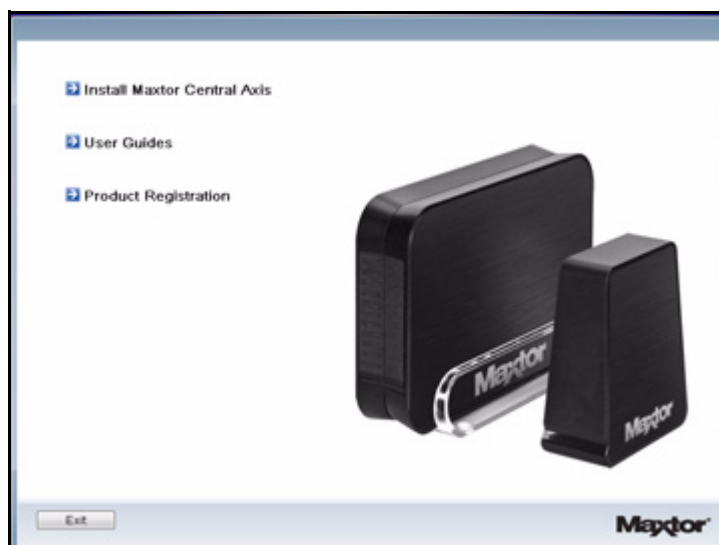 Install Maxtor Central Axis
User Guides
Product Registration
Maxtor
Maxtor
Exit
Maxtor